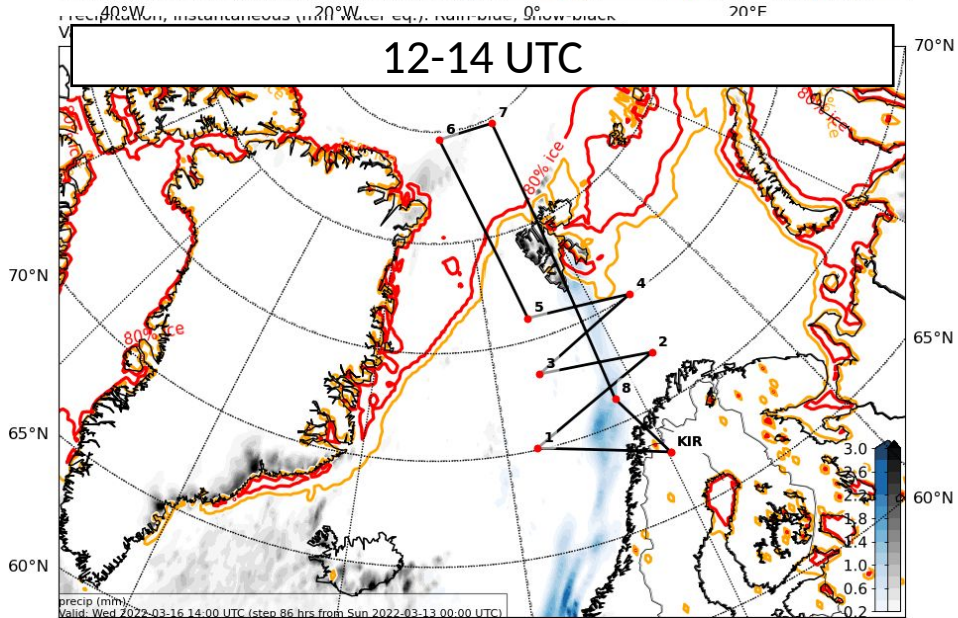 40°W 20°W 0° 20°E
Precipitation, instantaneous (mm water eq.): Rain-blue, snow-black
12-14 UTC
70°N
7
6
80% ice
80% ice
70°N
4
5
80% ice
2
65°N
3
8
65°N
1
KIR
3.0
2.6
2.2
60°N
1.8
1.4
1.0
60°N
0.6
precip (mm)
0.2
Valid: Wed 2022-03-16 14:00 UTC (step 86 hrs from Sun 2022-03-13 00:00 UTC)